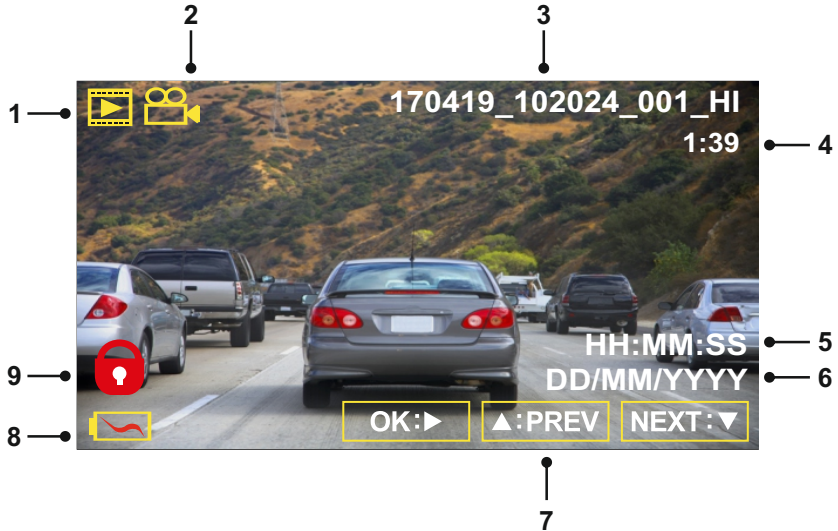 2
3
1
170419_102024_001_HI
1:39
4
HH:MM:SS
5
9
DD/MM/YYYY
6
8
OK:▶
▲:PREV
NEXT:▼
7